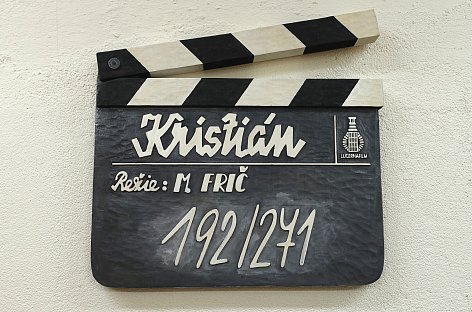 Kristián
LUCERNAFILM
Režie: M FRIČ
192/271